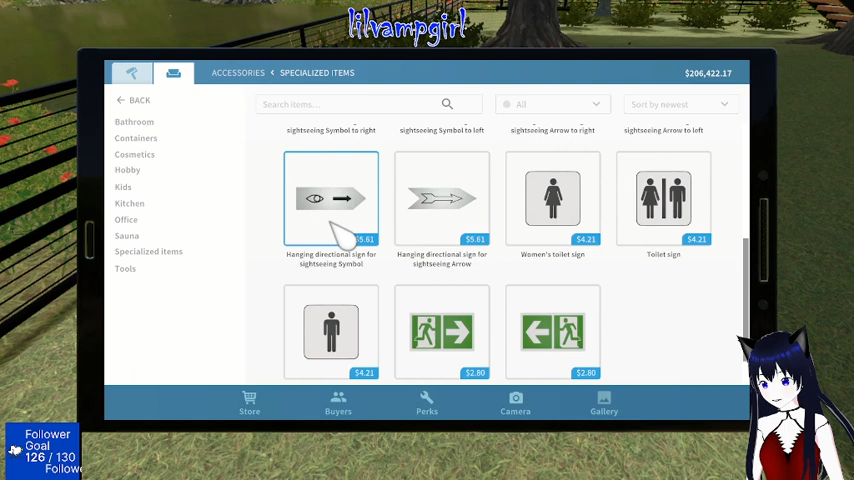 lilvampgirl
ACCESSORIES < SPECIALIZED ITEMS
$206,422.17
BACK
Search items...
All
Sort by newest
Bathroom
Containers
Cosmetics
Hobby
Kids
Kitchen
Office
Sauna
Specialized items
Tools
sightseeing Symbol to right
sightseeing Symbol to left
sightseeing Arrow to right
sightseeing Arrow to left
$5.61
$5.61
$4.21
$4.21
Hanging directional sign for
sightseeing Symbol
Hanging directional sign for
sightseeing Arrow
Women's toilet sign
Toilet sign
$4.21
$2.80
$2.80
Store
Buyers
Perks
Camera
Gallery
Follower
Goal
126 / 130